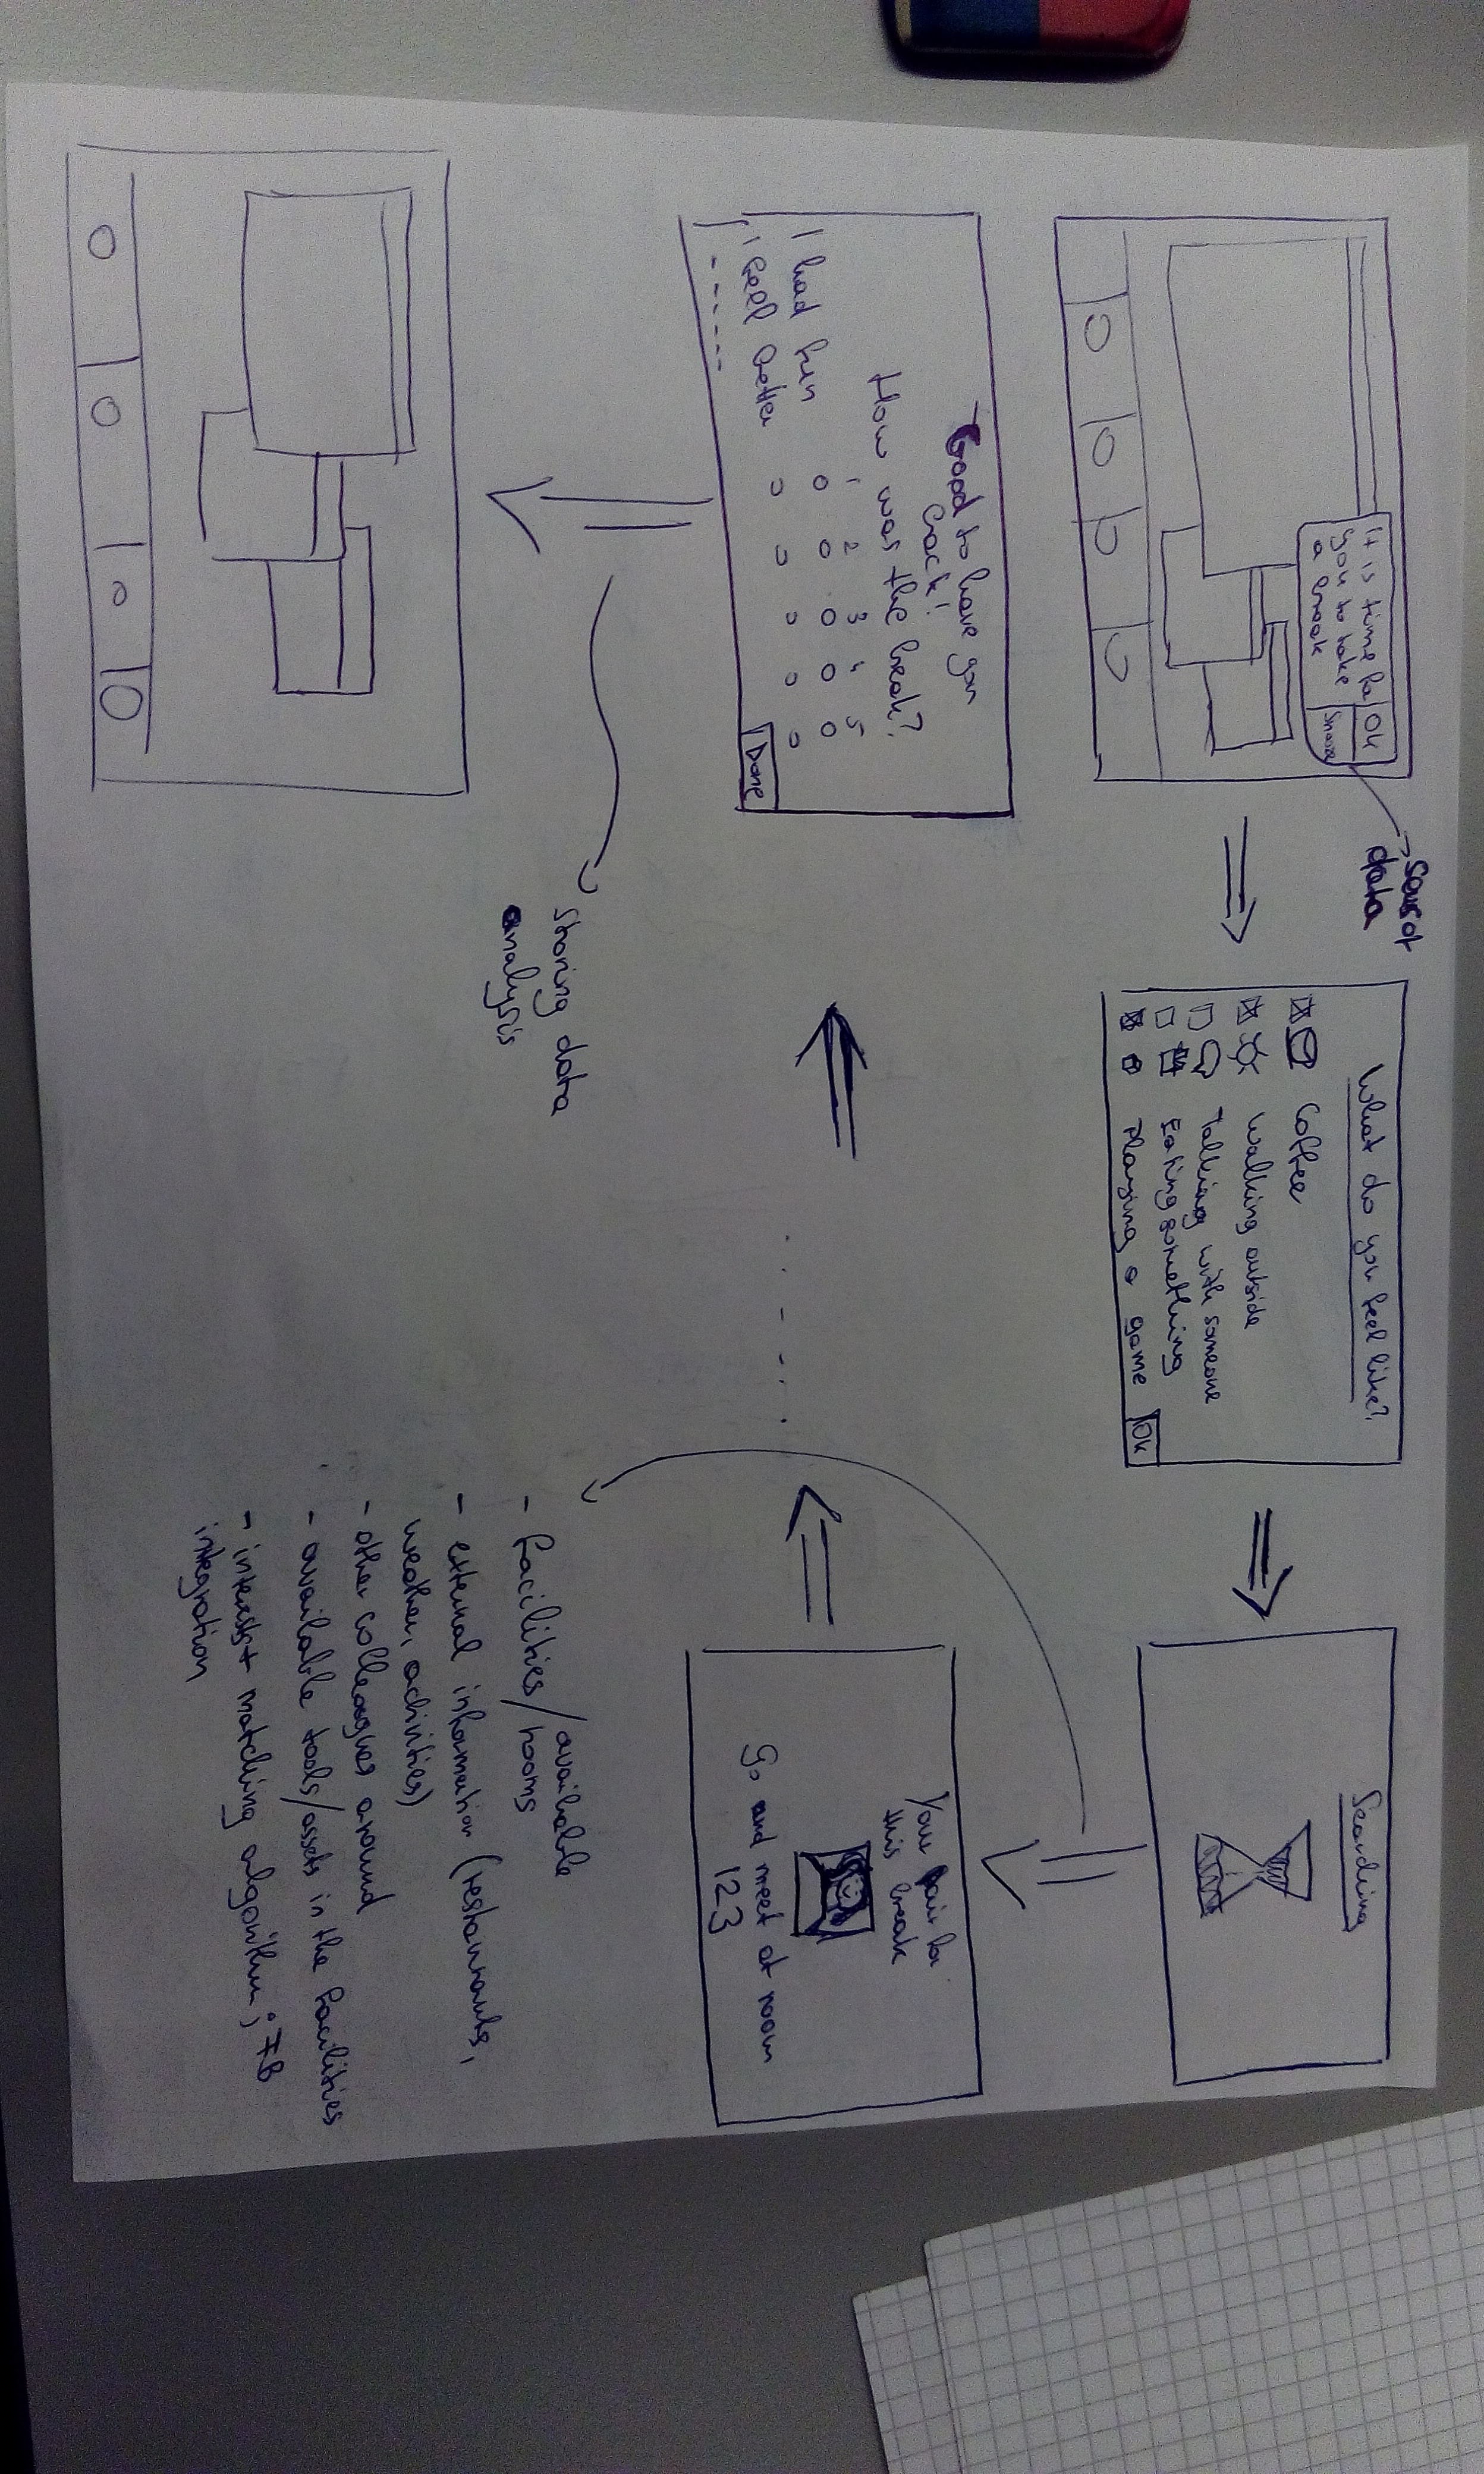 It is time for
you to take
a break
Ok
Snooze
data
What do you feel like?
Coffee
Walking outside
Talking with someone
Eating something
Playing a game
Ok
Searching
Your pair for
this break
Go and meet at room
123
Good to have you
back!
How was the break?
1 2 3 4 5
I had fun
I feel better
Done
storing data
analysis
- facilities/available
rooms
- external information (restaurants,
weather, activities)
- other colleagues around
- available tools/assets in the facilities
- interest matching algorithm; FB
integration